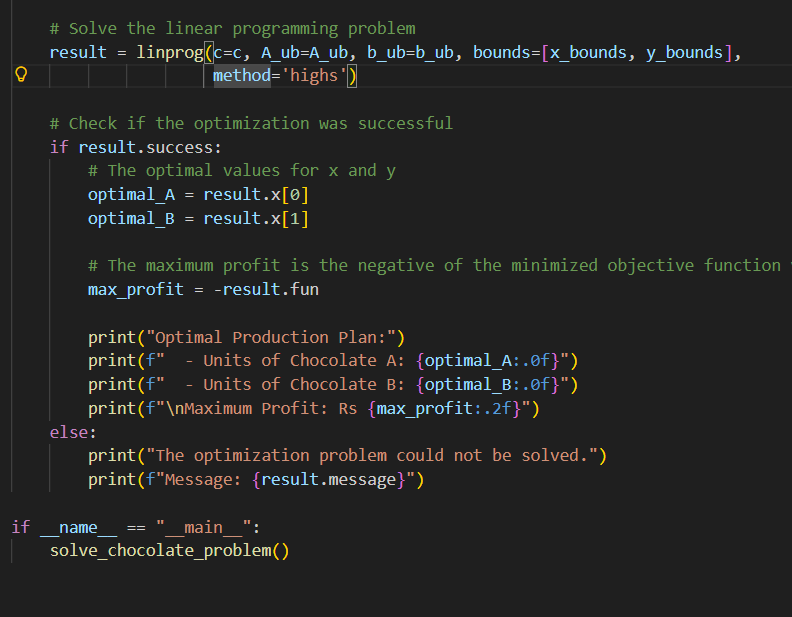 # Solve the linear programming problem
result = linprog(c=c, A_ub=A_ub, b_ub=b_ub, bounds=[x_bounds, y_bounds],
method='highs')
# Check if the optimization was successful
if result.success:
# The optimal values for x and y
optimal_A = result.x[0]
optimal_B = result.x[1]
# The maximum profit is the negative of the minimized objective function
max_profit = -result.fun
print("Optimal Production Plan:")
print(f"  - Units of Chocolate A: {optimal_A:.0f}")
print(f"  - Units of Chocolate B: {optimal_B:.0f}")
print(f"\nMaximum Profit: Rs {max_profit:.2f}")
else:
print("The optimization problem could not be solved.")
print(f"Message: {result.message}")
if __name__ == "__main__":
solve_chocolate_problem()